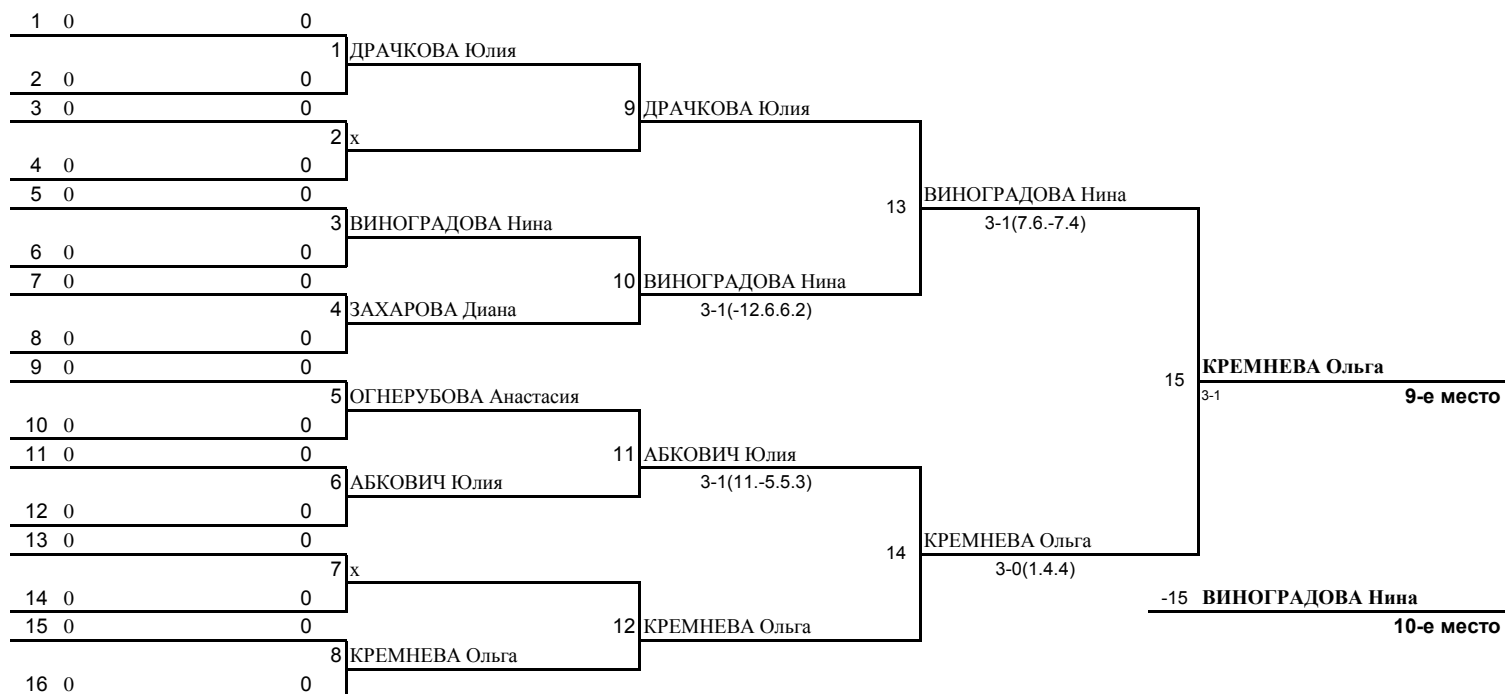 1 0 0
1 ДРАЧКОВА Юлия
2 0 0
3 0 0
9 ДРАЧКОВА Юлия
2 х
4 0 0
5 0 0
13 ВИНОГРАДОВА Нина
3 ВИНОГРАДОВА Нина
3-1(7.6.-7.4)
6 0 0
7 0 0
10 ВИНОГРАДОВА Нина
4 ЗАХАРОВА Диана
3-1(-12.6.6.2)
8 0 0
9 0 0
15 КРЕМНЕВА Ольга
5 ОГНЕРУБОВА Анастасия
3-1 9-е место
10 0 0
11 0 0
11 АБКОВИЧ Юлия
6 АБКОВИЧ Юлия
3-1(11.-5.5.3)
12 0 0
13 0 0
14 КРЕМНЕВА Ольга
7 х
3-0(1.4.4)
14 0 0
-15 ВИНОГРАДОВА Нина
15 0 0
12 КРЕМНЕВА Ольга
10-е место
8 КРЕМНЕВА Ольга
16 0 0